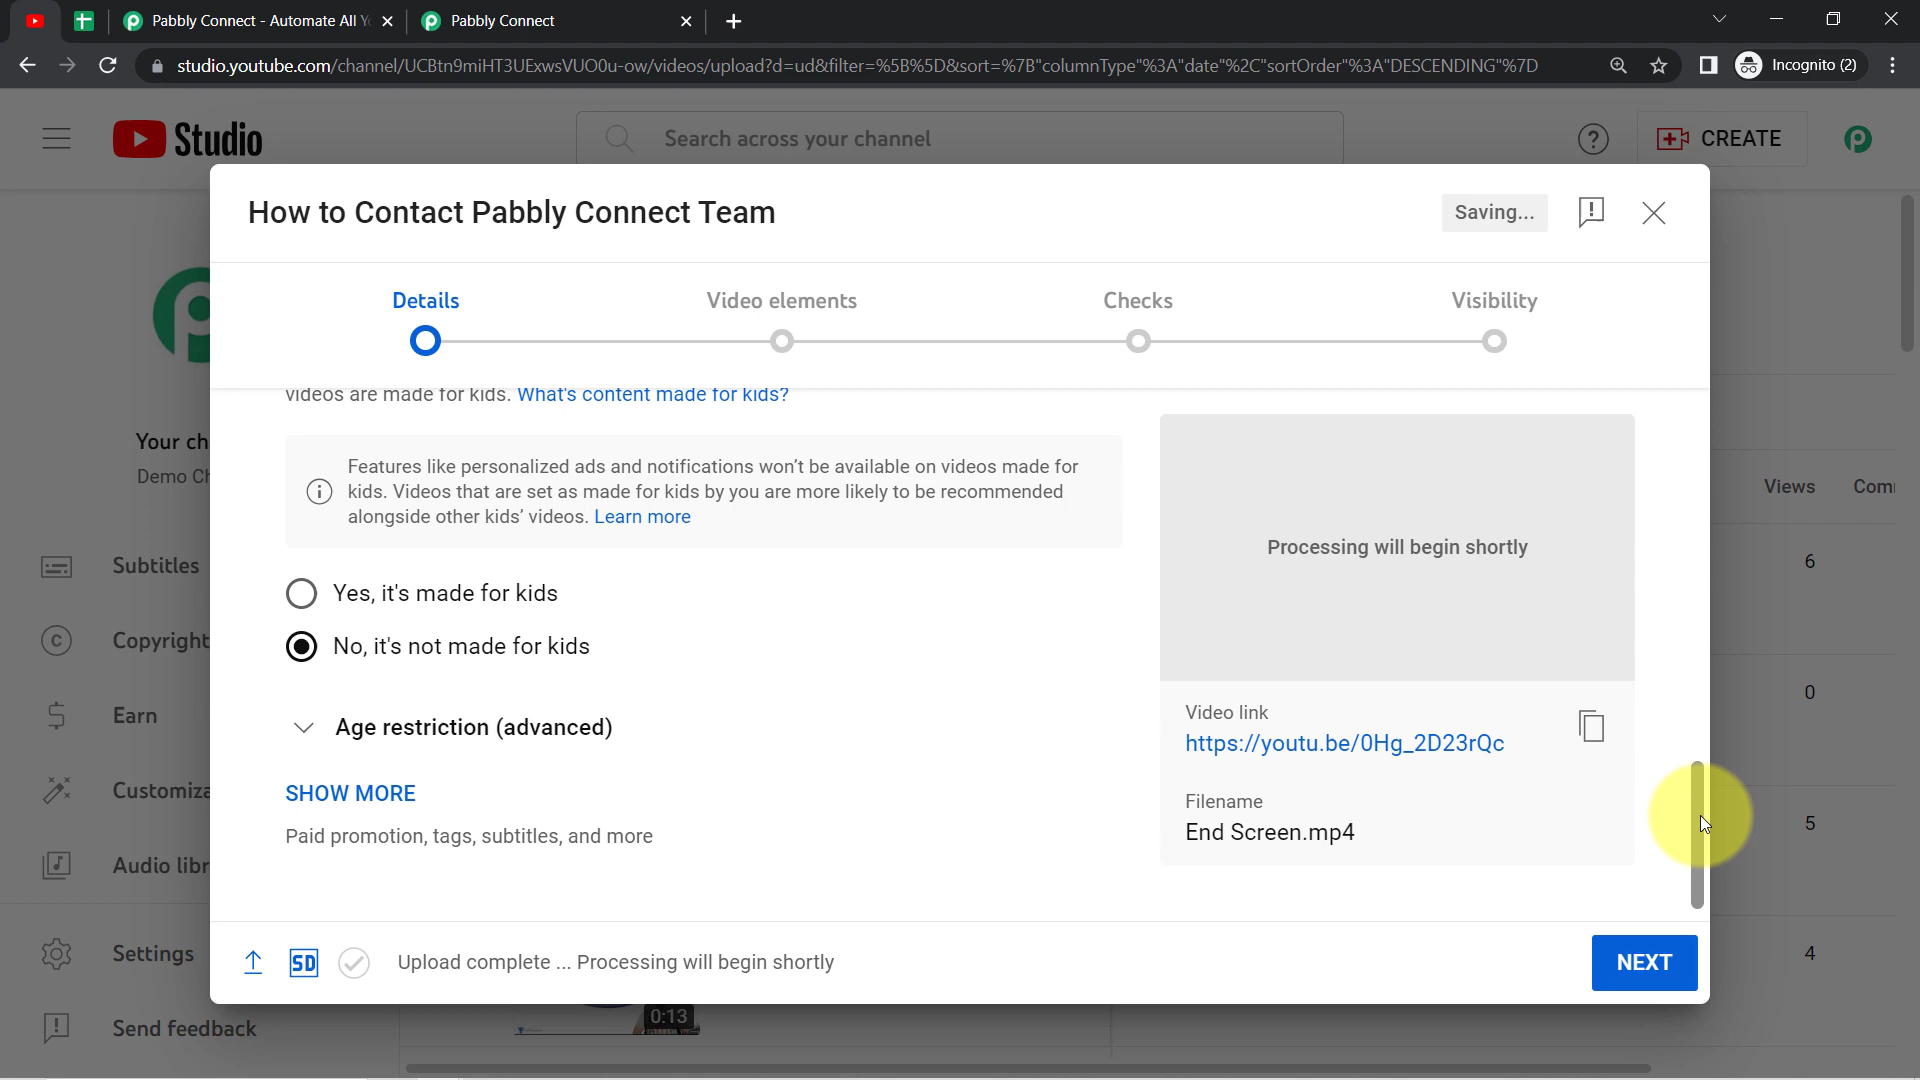 Pabbly Connect - Automate All Y
Pabbly Connect
studio.youtube.com/channel/UCBtn9miHT3UExwsVUO0u-ow/videos/upload?d=ud&filter=%5B%5D&sort=%7B"columnType"%3A"date"%2C"sortOrder"%3A"DESCENDING"%7D
Incognito (2)
Studio
Search across your channel
CREATE
How to Contact Pabbly Connect Team
Saving...
Details
Video elements
Checks
Visibility
videos are made for kids. What's content made for kids?
Your ch
Demo Ch
Features like personalized ads and notifications won't be available on videos made for
kids. Videos that are set as made for kids by you are more likely to be recommended
alongside other kids' videos. Learn more
Processing will begin shortly
Views
Com
Subtitles
Yes, it's made for kids
6
Copyright
No, it's not made for kids
0
Earn
Age restriction (advanced)
Video link
https://youtu.be/0Hg_2D23rQc
Customiza
SHOW MORE
Filename
5
Paid promotion, tags, subtitles, and more
End Screen.mp4
Audio libr
Settings
SD
Upload complete ... Processing will begin shortly
NEXT
4
Send feedback
0:13